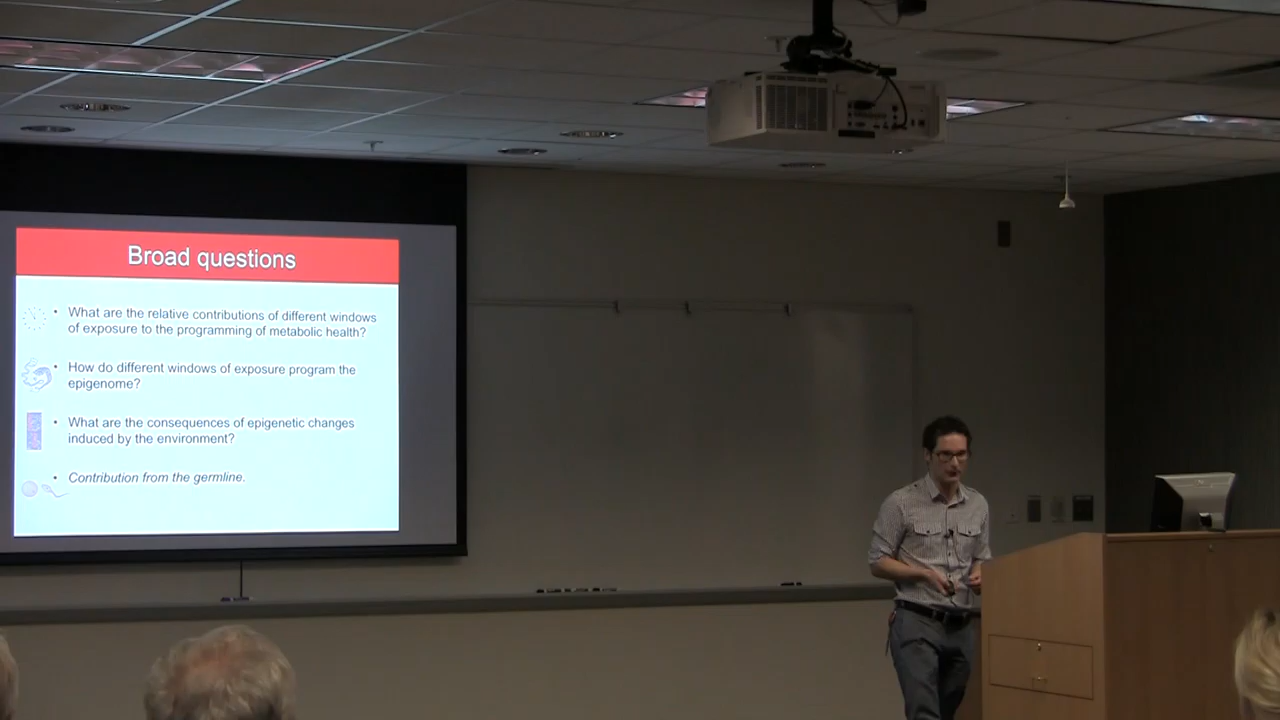 Broad questions
• What are the relative contributions of different windows
of exposure to the programming of metabolic health?
• How do different windows of exposure program the
epigenome?
• What are the consequences of epigenetic changes
induced by the environment?
• Contribution from the germline.